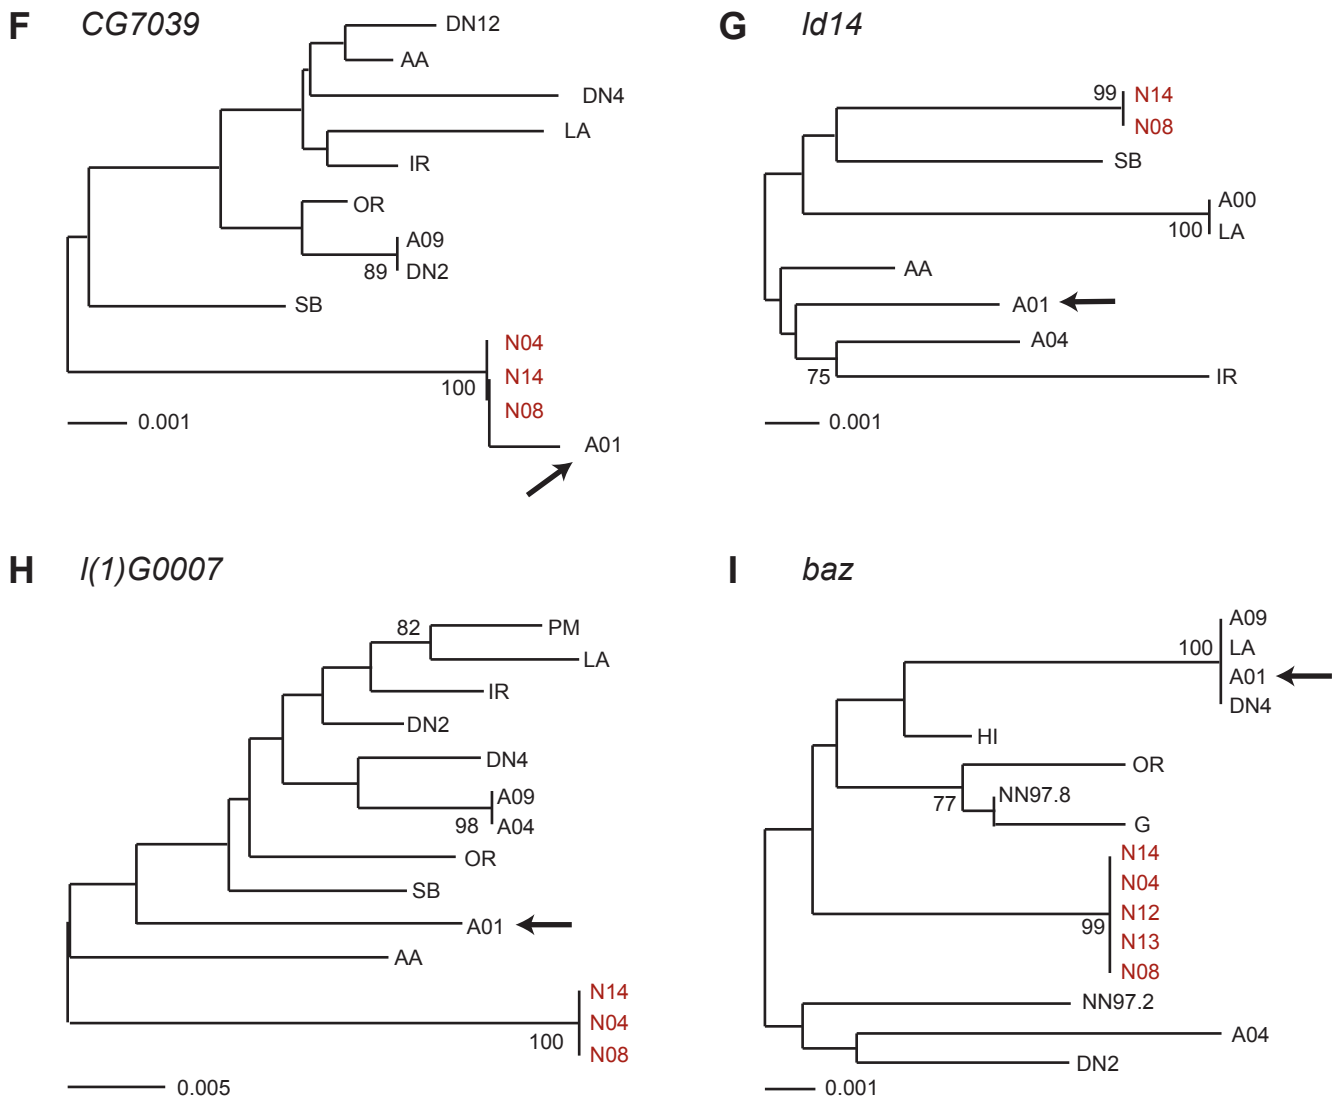 F CG7039
DN12
AA
DN4
LA
IR
OR
A09
89 DN2
SB
N04
100 N14
N08
A01
0.001
G ld14
99 N14
N08
SB
A00
100 LA
AA
A01
A04
75 IR
0.001
H l(1)G0007
82 PM
LA
IR
DN2
DN4
A09
98 A04
OR
SB
A01
AA
N14
100 N04
N08
0.005
I baz
A09
100 LA
A01
DN4
HI
OR
77 NN97.8
G
N14
N04
N12
99 N13
N08
NN97.2
A04
DN2
0.001